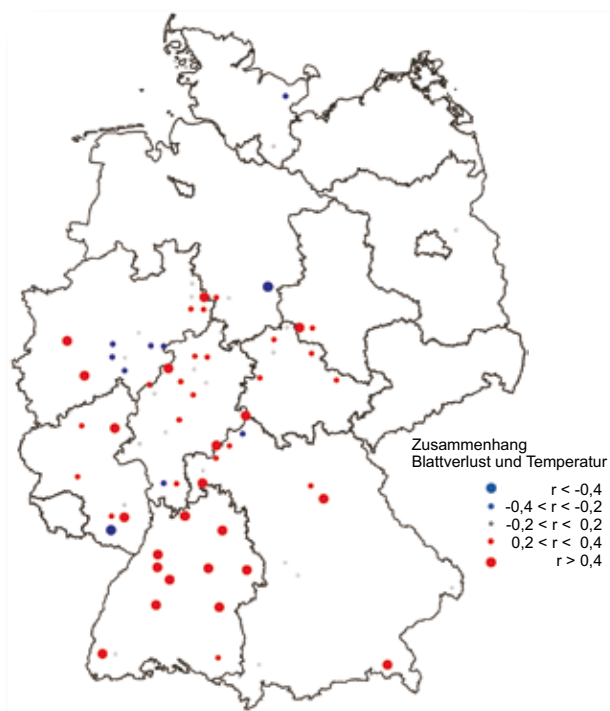 Zusammenhang
Blattverlust und Temperatur
r < -0,4
-0,4 < r < -0,2
-0,2 < r < 0,2
0,2 < r < 0,4
r > 0,4